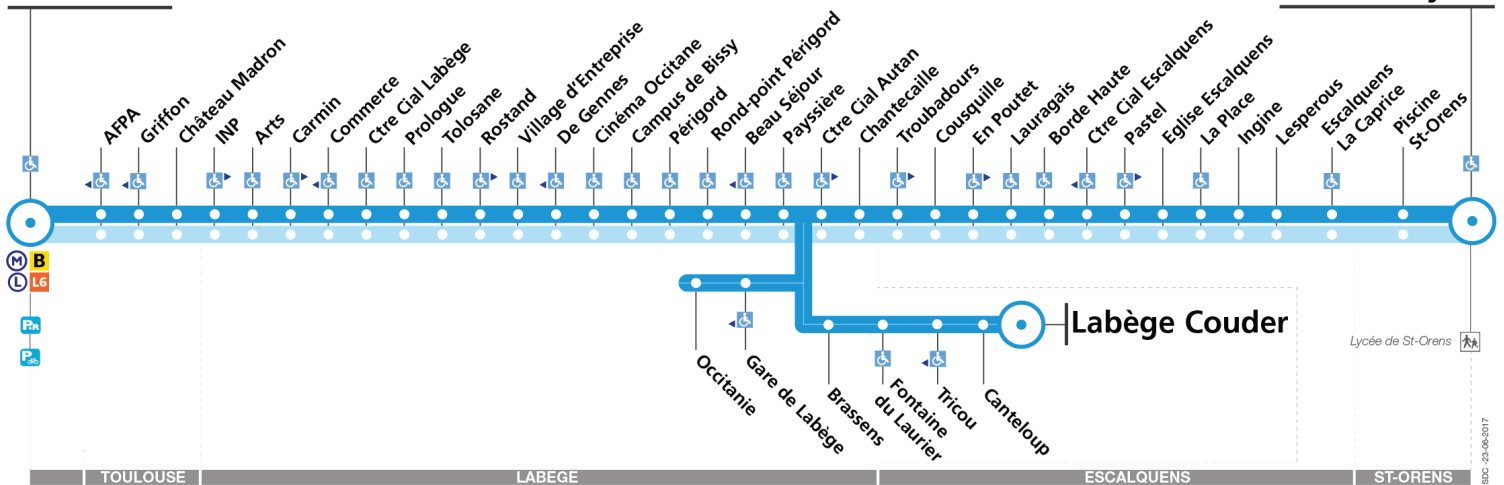 AFPA
Griffon
Château Madron
INP
Arts
Carmin
Commerce
Ctre Cial Labège
Prologue
Tolosane
Rostand
Village d'Entreprise
De Gennes
Cinéma Occitane
Campus de Bissy
Périgord
Rond-point Périgord
Beau Séjour
Payssière
Ctre Cial Autan
Chantecaille
Troubadours
Cousquille
En Poutet
Lauragais
Borde Haute
Ctre Cial Escalquens
Pastel
Eglise Escalquens
La Place
Ingine
Lesperous
Escalquens
La Caprice
Piscine
St-Orens
M B
L L6
P+R
P
Labège Couder
Lycée de St-Orens
Occitanie
Gare de Labège
Brassens
Fontaine
du Laurier
Tricou
Canteloup
TOULOUSE
LABEGE
ESCALQUENS
ST-ORENS
SDC -23-06-2017